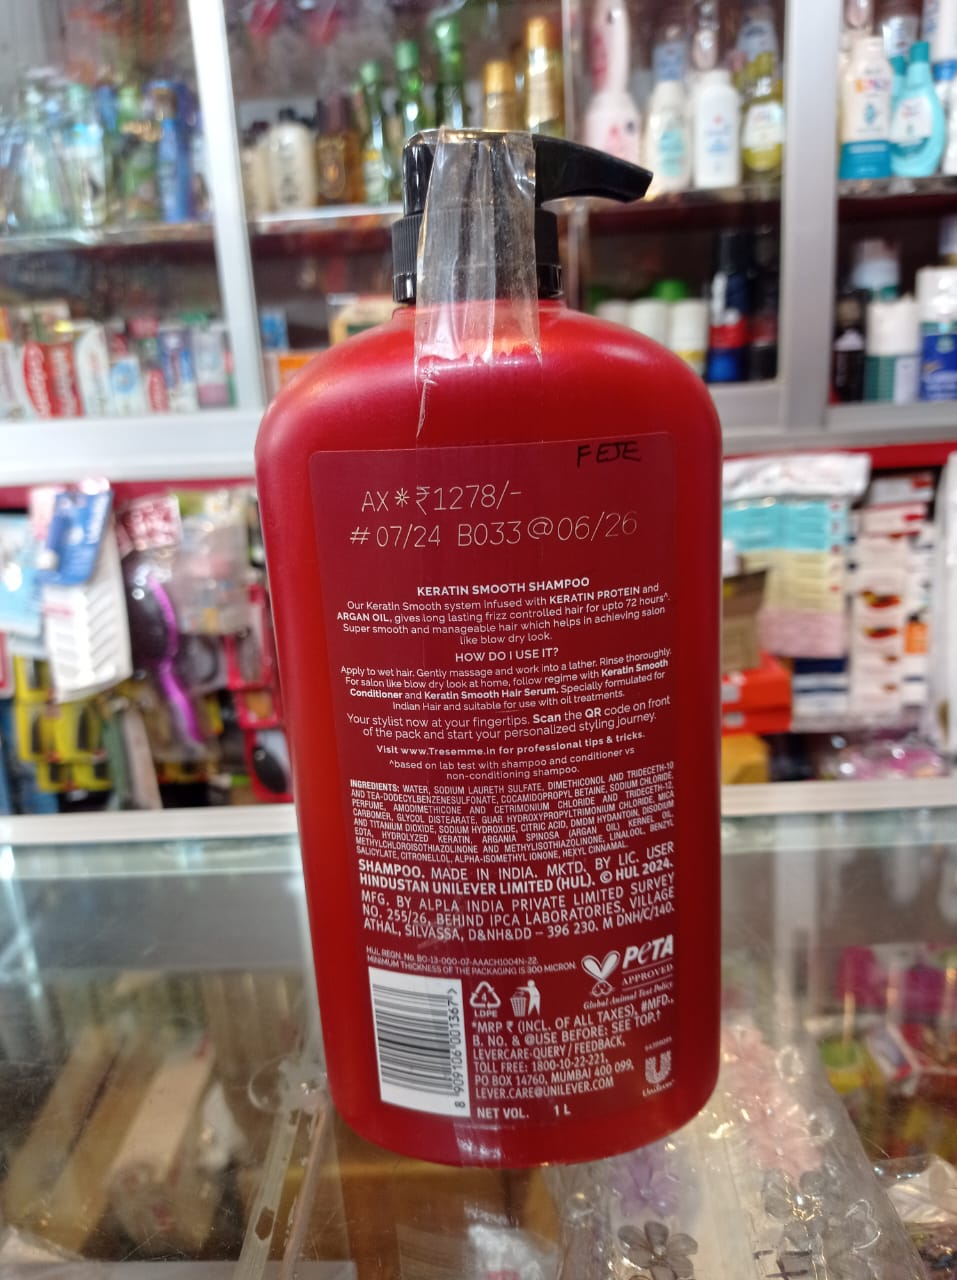 FEJE
AX*₹1278/-
#07/24 B033@06/26
KERATIN SMOOTH SHAMPOO
Our Keratin Smooth system infused with KERATIN PROTEIN and
ARGAN OIL, gives long lasting frizz controlled hair for upto 72 hours^.
Super smooth and manageable hair which helps in achieving salon
like blow dry look.
HOW DO I USE IT?
Apply to wet hair. Gently massage and work into a lather. Rinse thoroughly.
For salon like blow dry look at home, follow regime with Keratin Smooth
Conditioner and Keratin Smooth Hair Serum. Specially formulated for
Indian Hair and suitable for use with oil treatments.
Your stylist now at your fingertips. Scan the QR code on front
of the pack and start your personalized styling journey.
Visit www.Tresemme.in for professional tips & tricks.
^based on lab test with shampoo and conditioner vs
non-conditioning shampoo.
INGREDIENTS: WATER, SODIUM LAURETH SULFATE, DIMETHICONOL AND TRIDECETH-10
AND TEA-DODECYLBENZENESULFONATE, COCAMIDOPROPYL BETAINE, SODIUM CHLORIDE,
PERFUME, AMODIMETHICONE AND CETRIMONIUM CHLORIDE AND TRIDECETH-12,
CARBOMER, GLYCOL DISTEARATE, GUAR HYDROXYPROPYLTRIMONIUM CHLORIDE, MICA
AND TITANIUM DIOXIDE, SODIUM HYDROXIDE, CITRIC ACID, DMDM HYDANTOIN, DISODIUM
EDTA, HYDROLYZED KERATIN, ARGANIA SPINOSA (ARGAN OIL) KERNEL OIL,
METHYLCHLOROISOTHIAZOLINONE AND METHYLISOTHIAZOLINONE, LINALOOL, BENZYL
SALICYLATE, CITRONELLOL, ALPHA-ISOMETHYL IONONE, HEXYL CINNAMAL.
SHAMPOO. MADE IN INDIA. MKTD. BY LIC. USER
HINDUSTAN UNILEVER LIMITED (HUL). © HUL 2024.
MFG. BY ALPLA INDIA PRIVATE LIMITED SURVEY
NO. 255/26, BEHIND IPCA LABORATORIES, VILLAGE
ATHAL, SILVASSA, D&NH&DD – 396 230. M DNH/C/140.
HUL REGN. No. BO-13-000-07-AAACH1004N-22.
MINIMUM THICKNESS OF THE PACKAGING IS 300 MICRON.
PETA
APPROVED
Global Animal Test Policy
4
LDPE
8 909106 001367 >
*MRP ₹ (INCL. OF ALL TAXES), #MFD.,
B. No. & @USE BEFORE: SEE TOP.†
LEVERCARE-QUERY / FEEDBACK,
TOLL FREE: 1800-10-22-221,
PO BOX 14760, MUMBAI 400 099,
LEVER.CARE@UNILEVER.COM
Unilever
NET VOL. 1 L